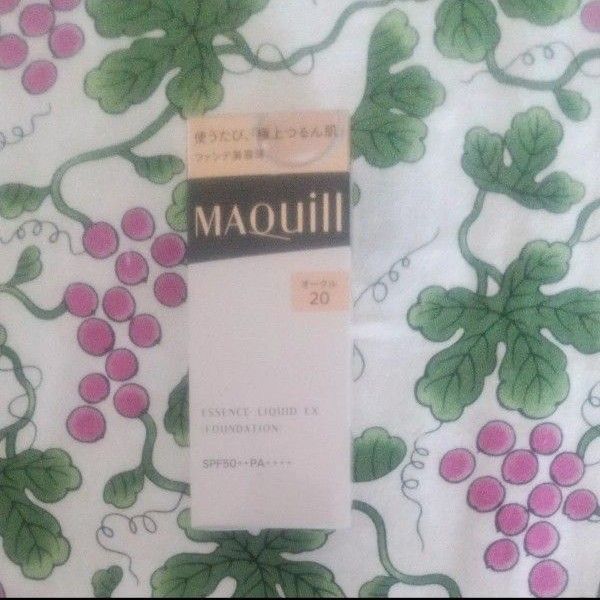 使うたび、「極上つるん肌」
ファンデ美容液
MAQuill
オークル
20
ESSENCE LIQUID EX
(FOUNDATION)
SPF50++PA++++